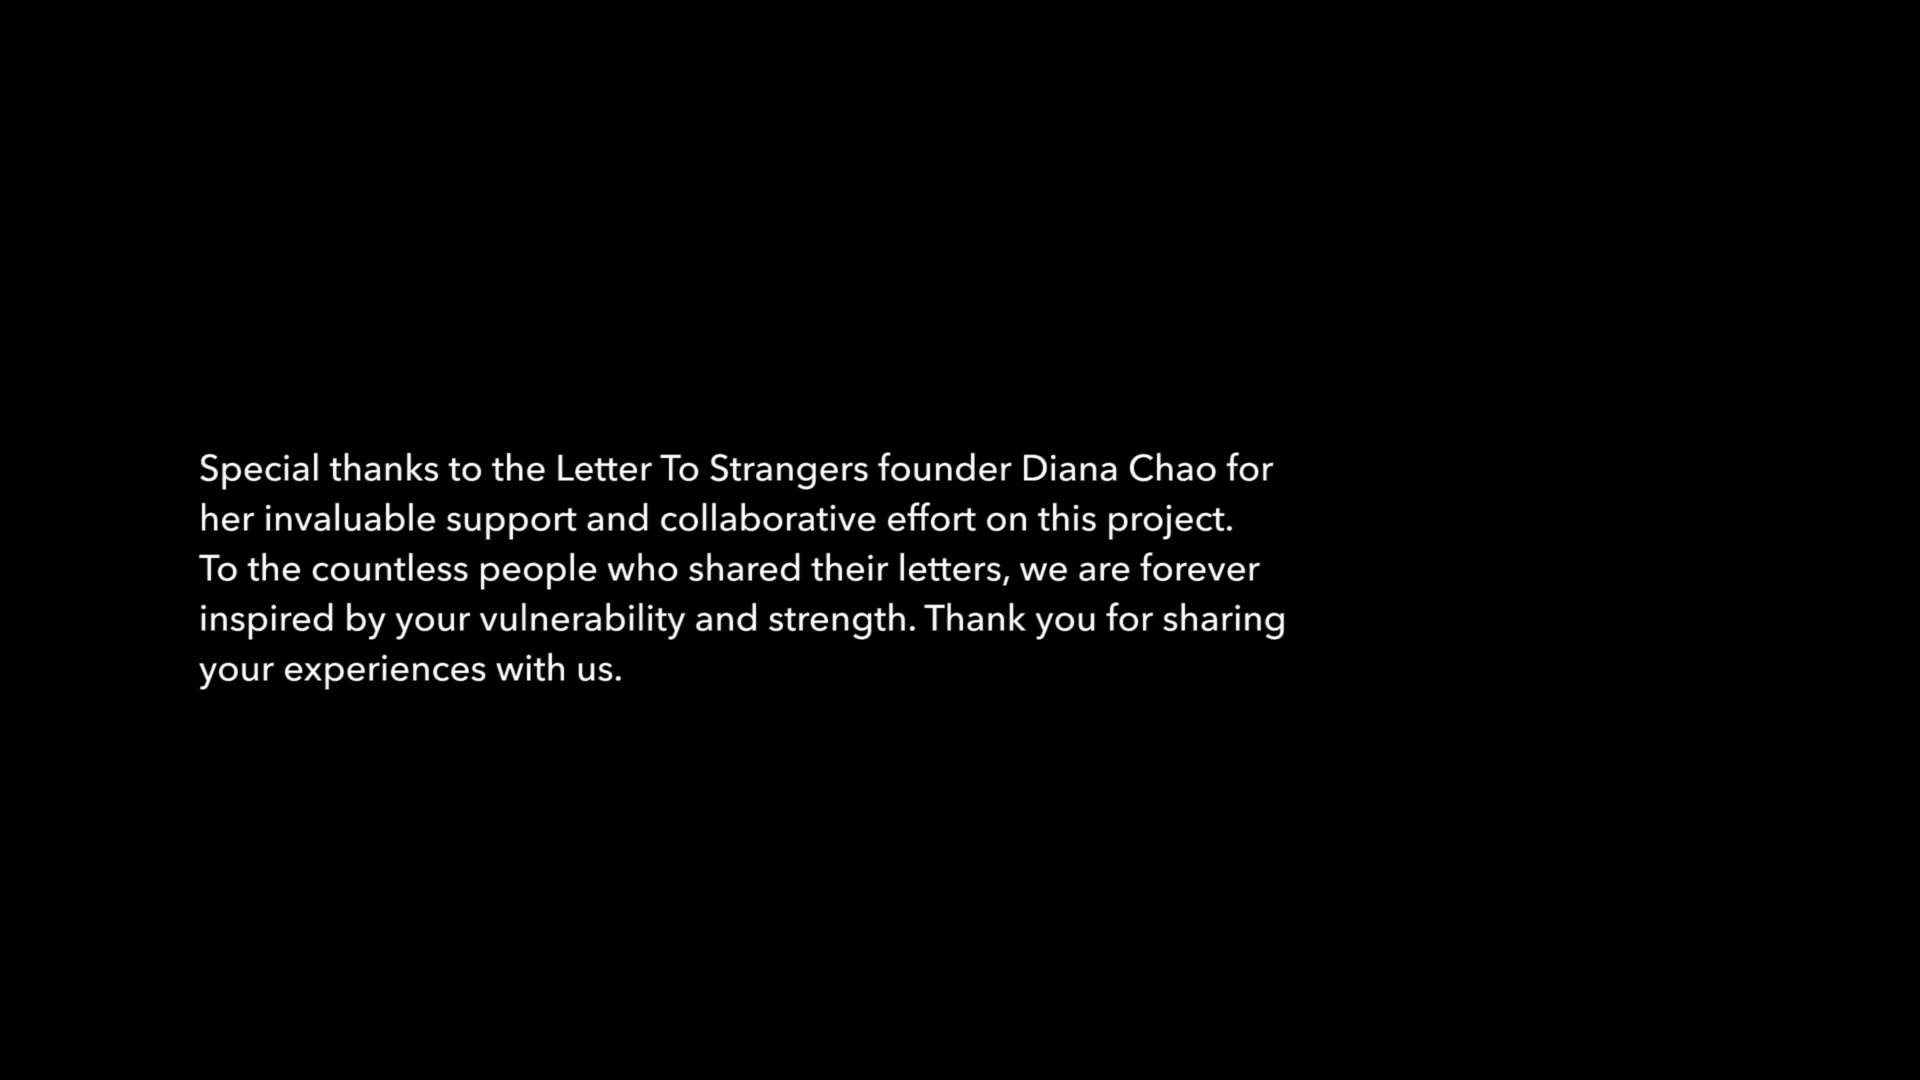 Special thanks to the Letter To Strangers founder Diana Chao for
her invaluable support and collaborative effort on this project.
To the countless people who shared their letters, we are forever
inspired by your vulnerability and strength. Thank you for sharing
your experiences with us.